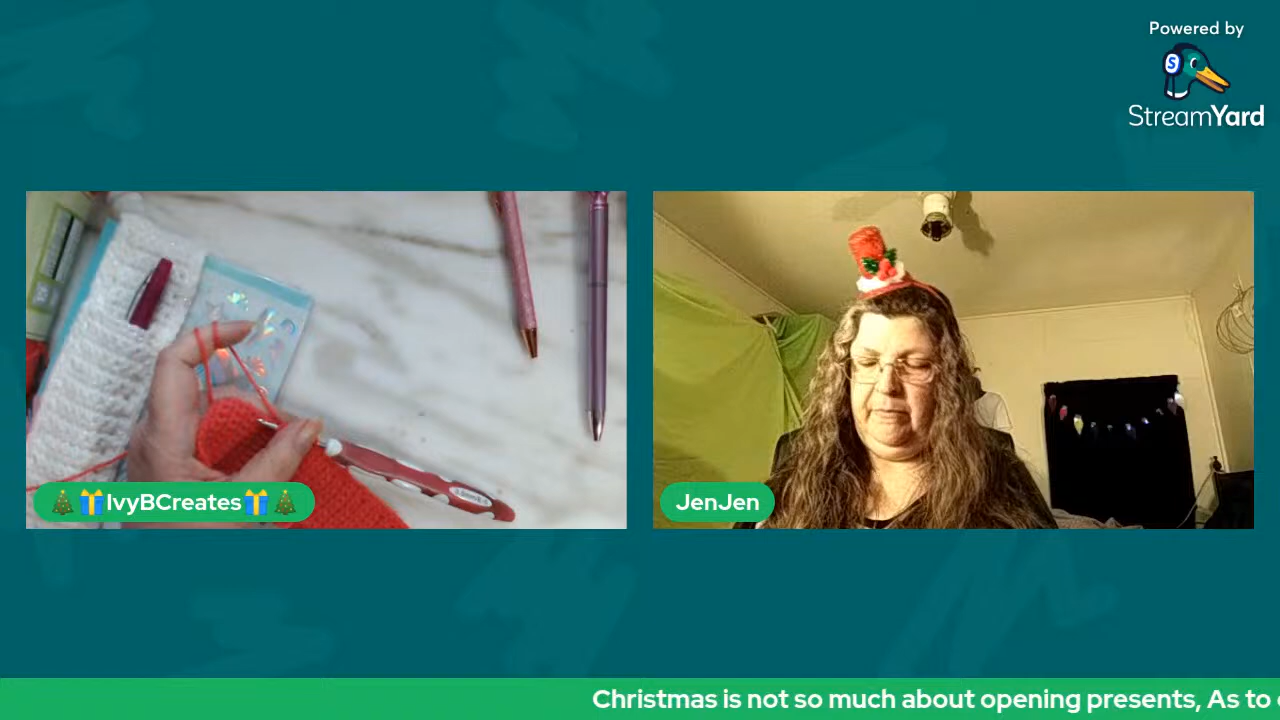 Powered by
S
StreamYard
🎄🎁IvyBCreates🎁🎄
JenJen
Christmas is not so much about opening presents, As to